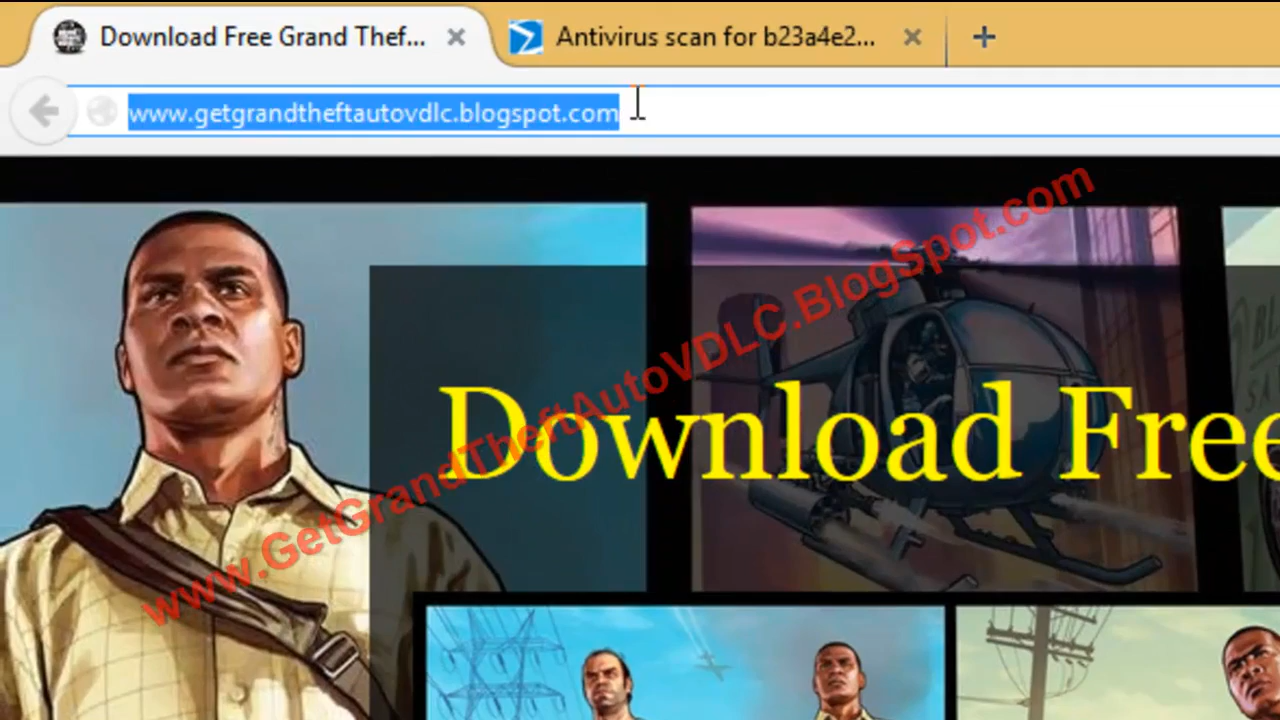 Download Free Grand Thef...
Antivirus scan for b23a4e2...
www.getgrandtheftautovdlc.blogspot.com
www.GetGrandTheftAutoVDLC.BlogSpot.com
Download Free